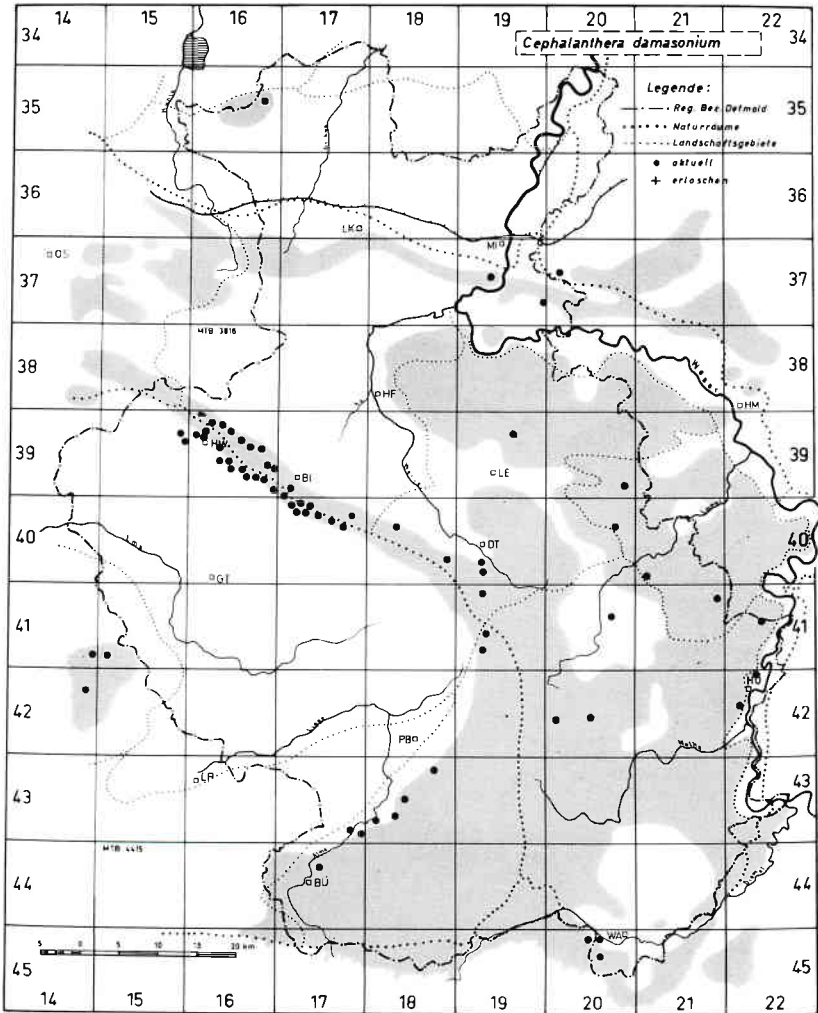 14 15 16 17 18 19 20 21 22
34 34
Cephalanthera damasonium
Legende:
Reg. Bez. Detmold
Naturräume
Landschaftsgebiete
aktuell
erloschen
35 35
36 36
LK
MI
OS
37 37
MTB 3816
38 38
Weser
HF
HM
39 39
HW
BI
LE
40 40
Ems
DT
GT
41 41
HÖ
42 42
PB
Nethe
43 43
LP
MTB 4415
44 44
BÜ
WAR
5 0 5 10 15 20 km
45 45
14 15 16 17 18 19 20 21 22